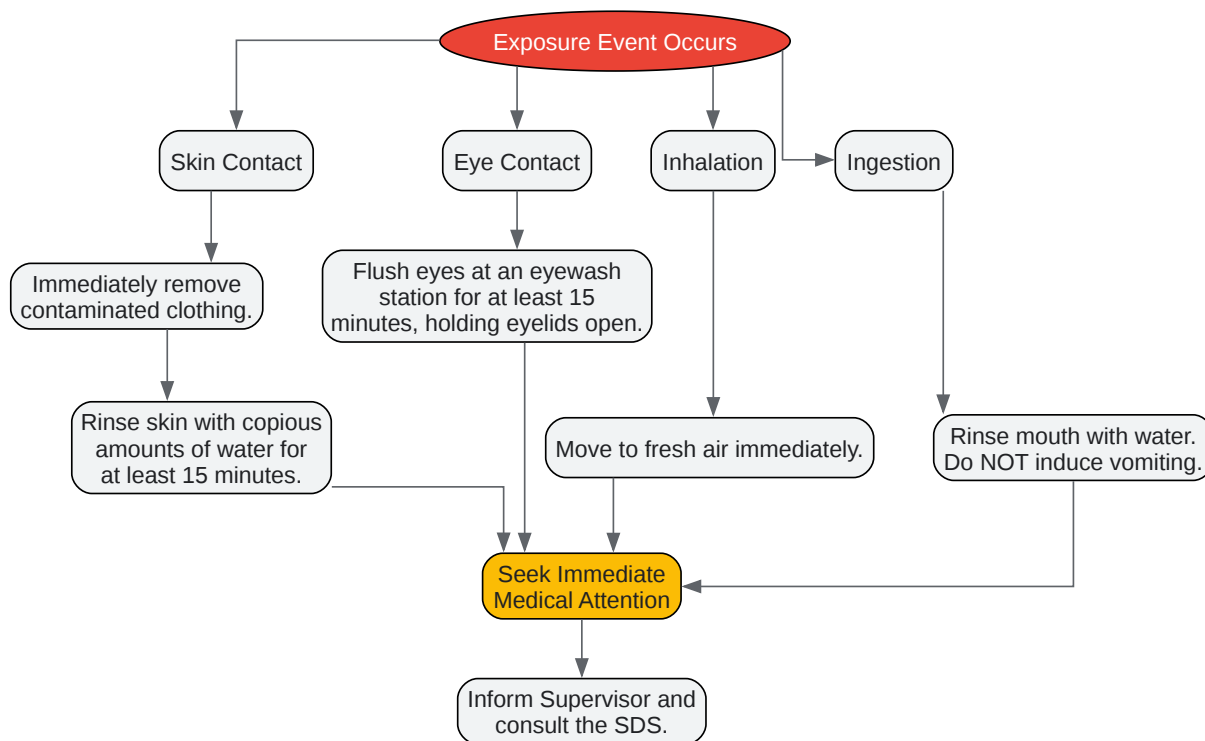 Exposure Event Occurs
Skin Contact
Eye Contact
Inhalation
Ingestion
Immediately remove
contaminated clothing.
Flush eyes at an eyewash
station for at least 15
minutes, holding eyelids open.
Rinse skin with copious
amounts of water for
at least 15 minutes.
Move to fresh air immediately.
Rinse mouth with water.
Do NOT induce vomiting.
Seek Immediate
Medical Attention
Inform Supervisor and
consult the SDS.